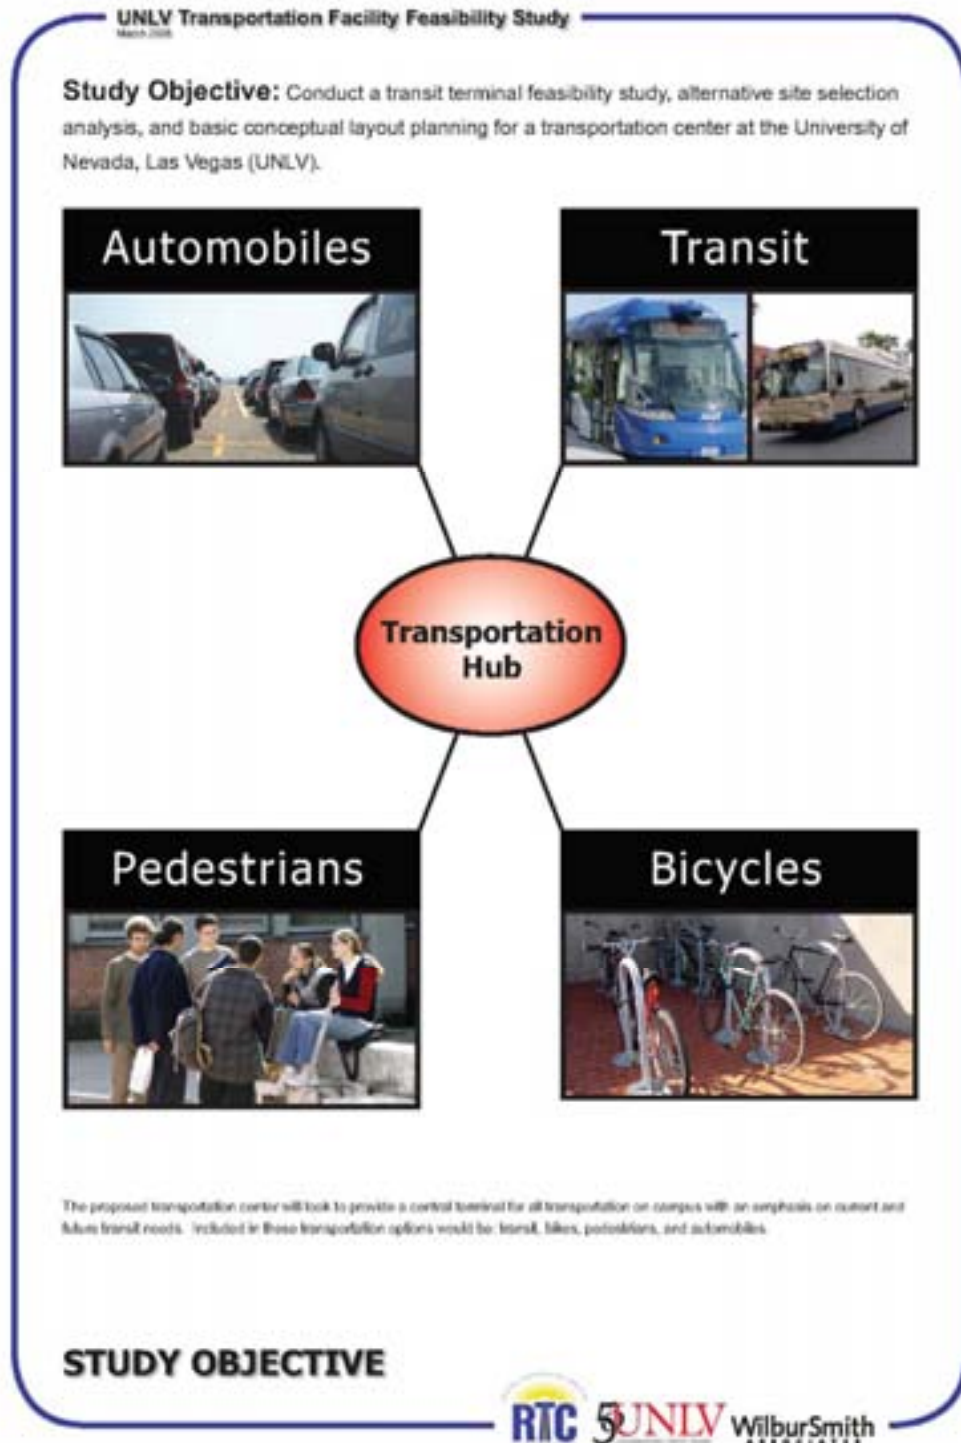 UNLV Transportation Facility Feasibility Study
Study Objective: Conduct a transit terminal feasibility study, alternative site selection
analysis, and basic conceptual layout planning for a transportation center at the University of
Nevada, Las Vegas (UNLV).
Automobiles
Transit
Transportation
Hub
Pedestrians
Bicycles
The proposed transportation center will look to provide a central terminal for all transportation on campus with an emphasis on current and
future transit needs. Included in these transportation options would be: transit, bikes, pedestrians, and automobiles.
STUDY OBJECTIVE
RTC UNLV WilburSmith
ASSOCIATES